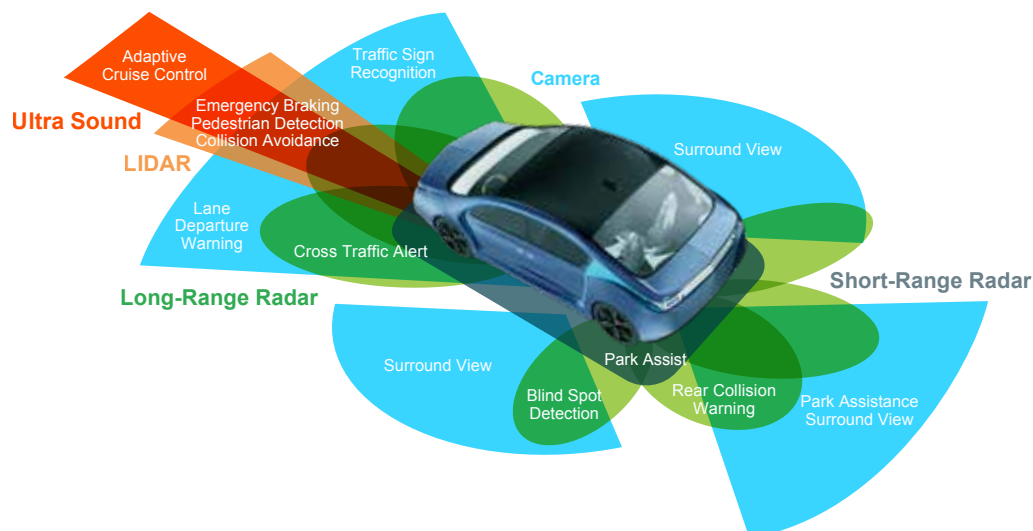 Adaptive
Cruise Control
Traffic Sign
Recognition
Camera
Ultra Sound
Emergency Braking
Pedestrian Detection
Collision Avoidance
LIDAR
Surround View
Lane
Departure
Warning
Cross Traffic Alert
Long-Range Radar
Short-Range Radar
Surround View
Park Assist
Blind Spot
Detection
Rear Collision
Warning
Park Assistance
Surround View